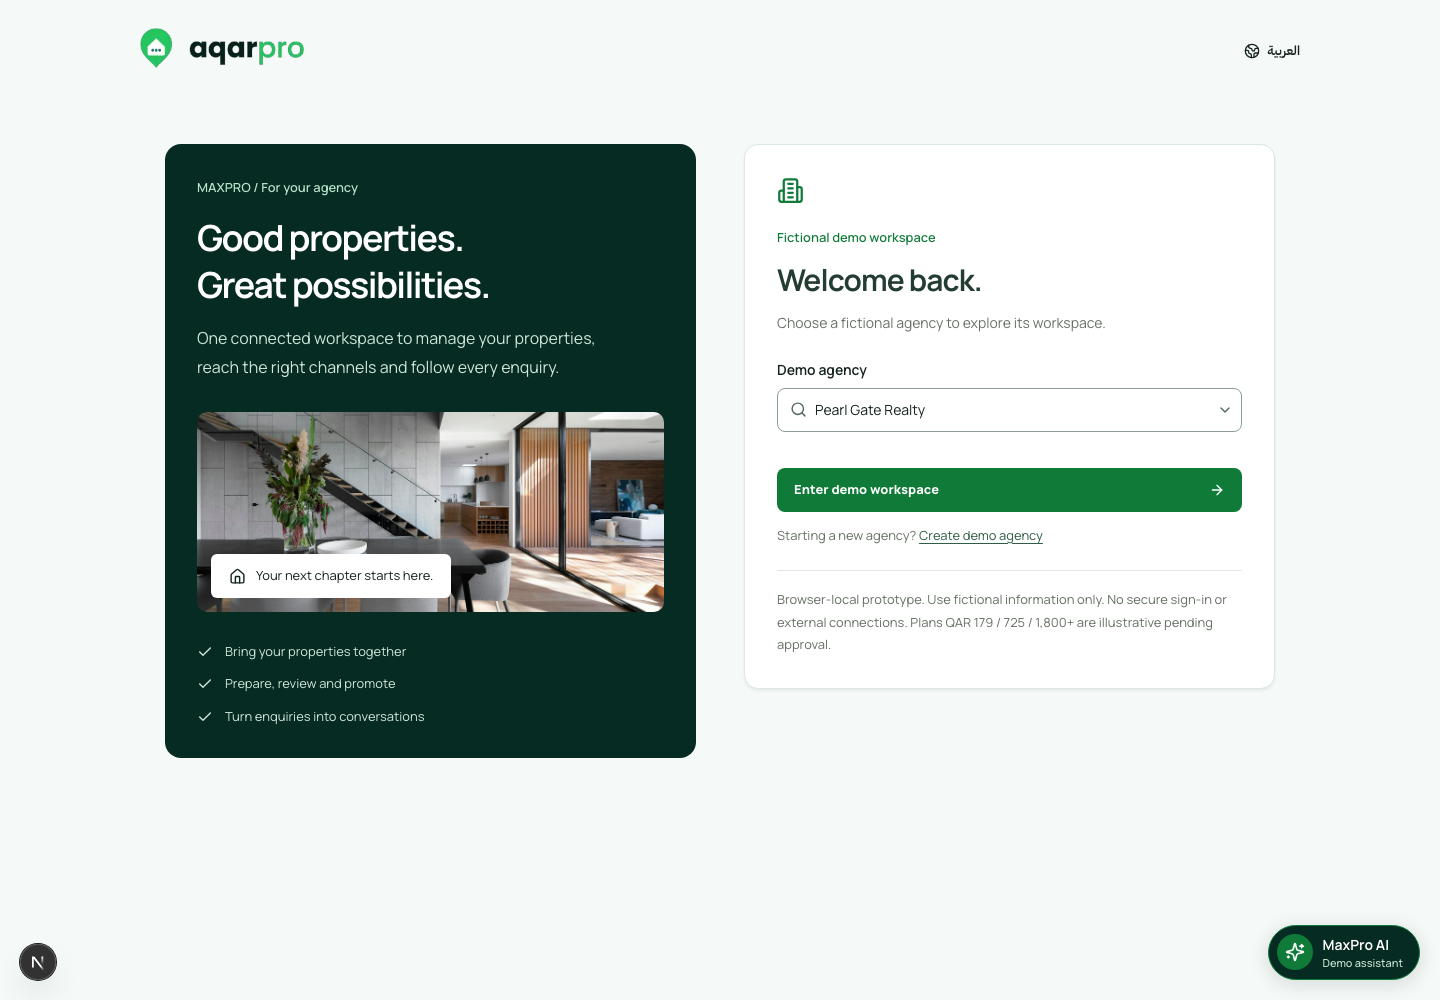 aqarpro
العربية
MAXPRO / For your agency
Good properties.
Great possibilities.
One connected workspace to manage your properties,
reach the right channels and follow every enquiry.
Your next chapter starts here.
Bring your properties together
Prepare, review and promote
Turn enquiries into conversations
Fictional demo workspace
Welcome back.
Choose a fictional agency to explore its workspace.
Demo agency
Pearl Gate Realty
Enter demo workspace
Starting a new agency? Create demo agency
Browser-local prototype. Use fictional information only. No secure sign-in or
external connections. Plans QAR 179 / 725 / 1,800+ are illustrative pending
approval.
N
MaxPro AI
Demo assistant